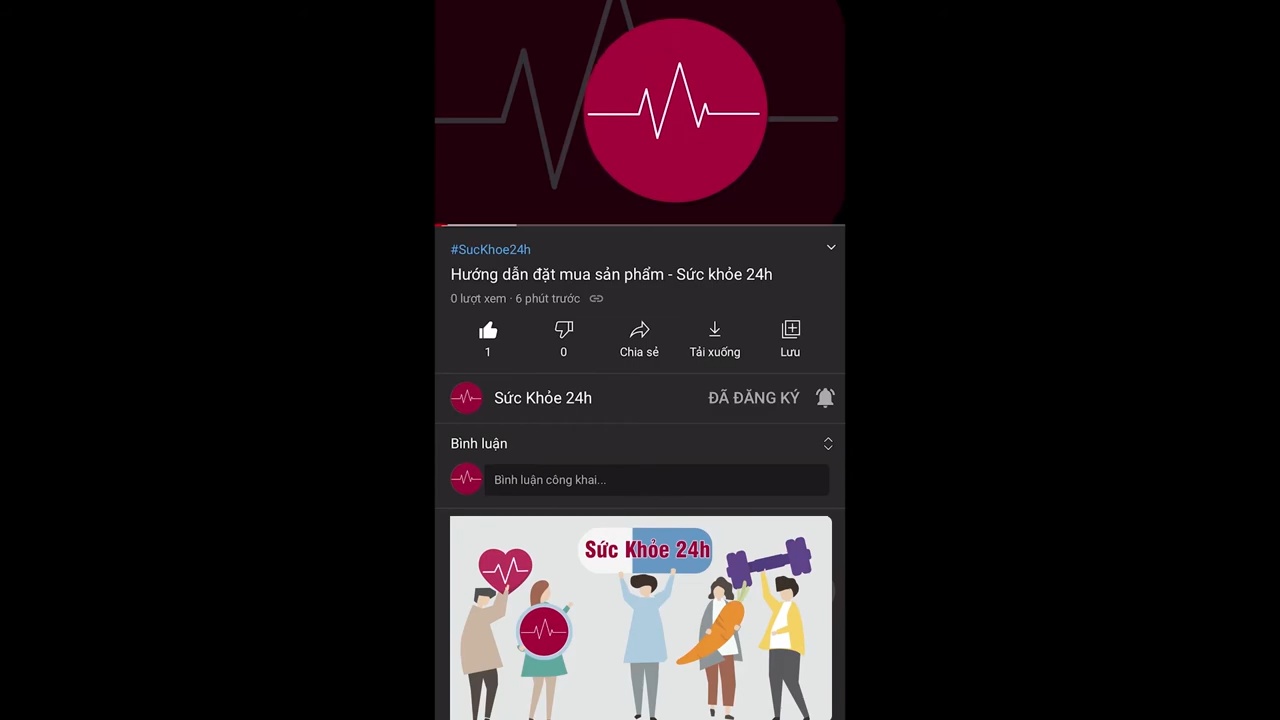 #SucKhoe24h
Hướng dẫn đặt mua sản phẩm - Sức khỏe 24h
0 lượt xem · 6 phút trước
1
0
Chia sẻ
Tải xuống
Lưu
Sức Khỏe 24h
ĐÃ ĐĂNG KÝ
Bình luận
Bình luận công khai...
Sức Khỏe 24h